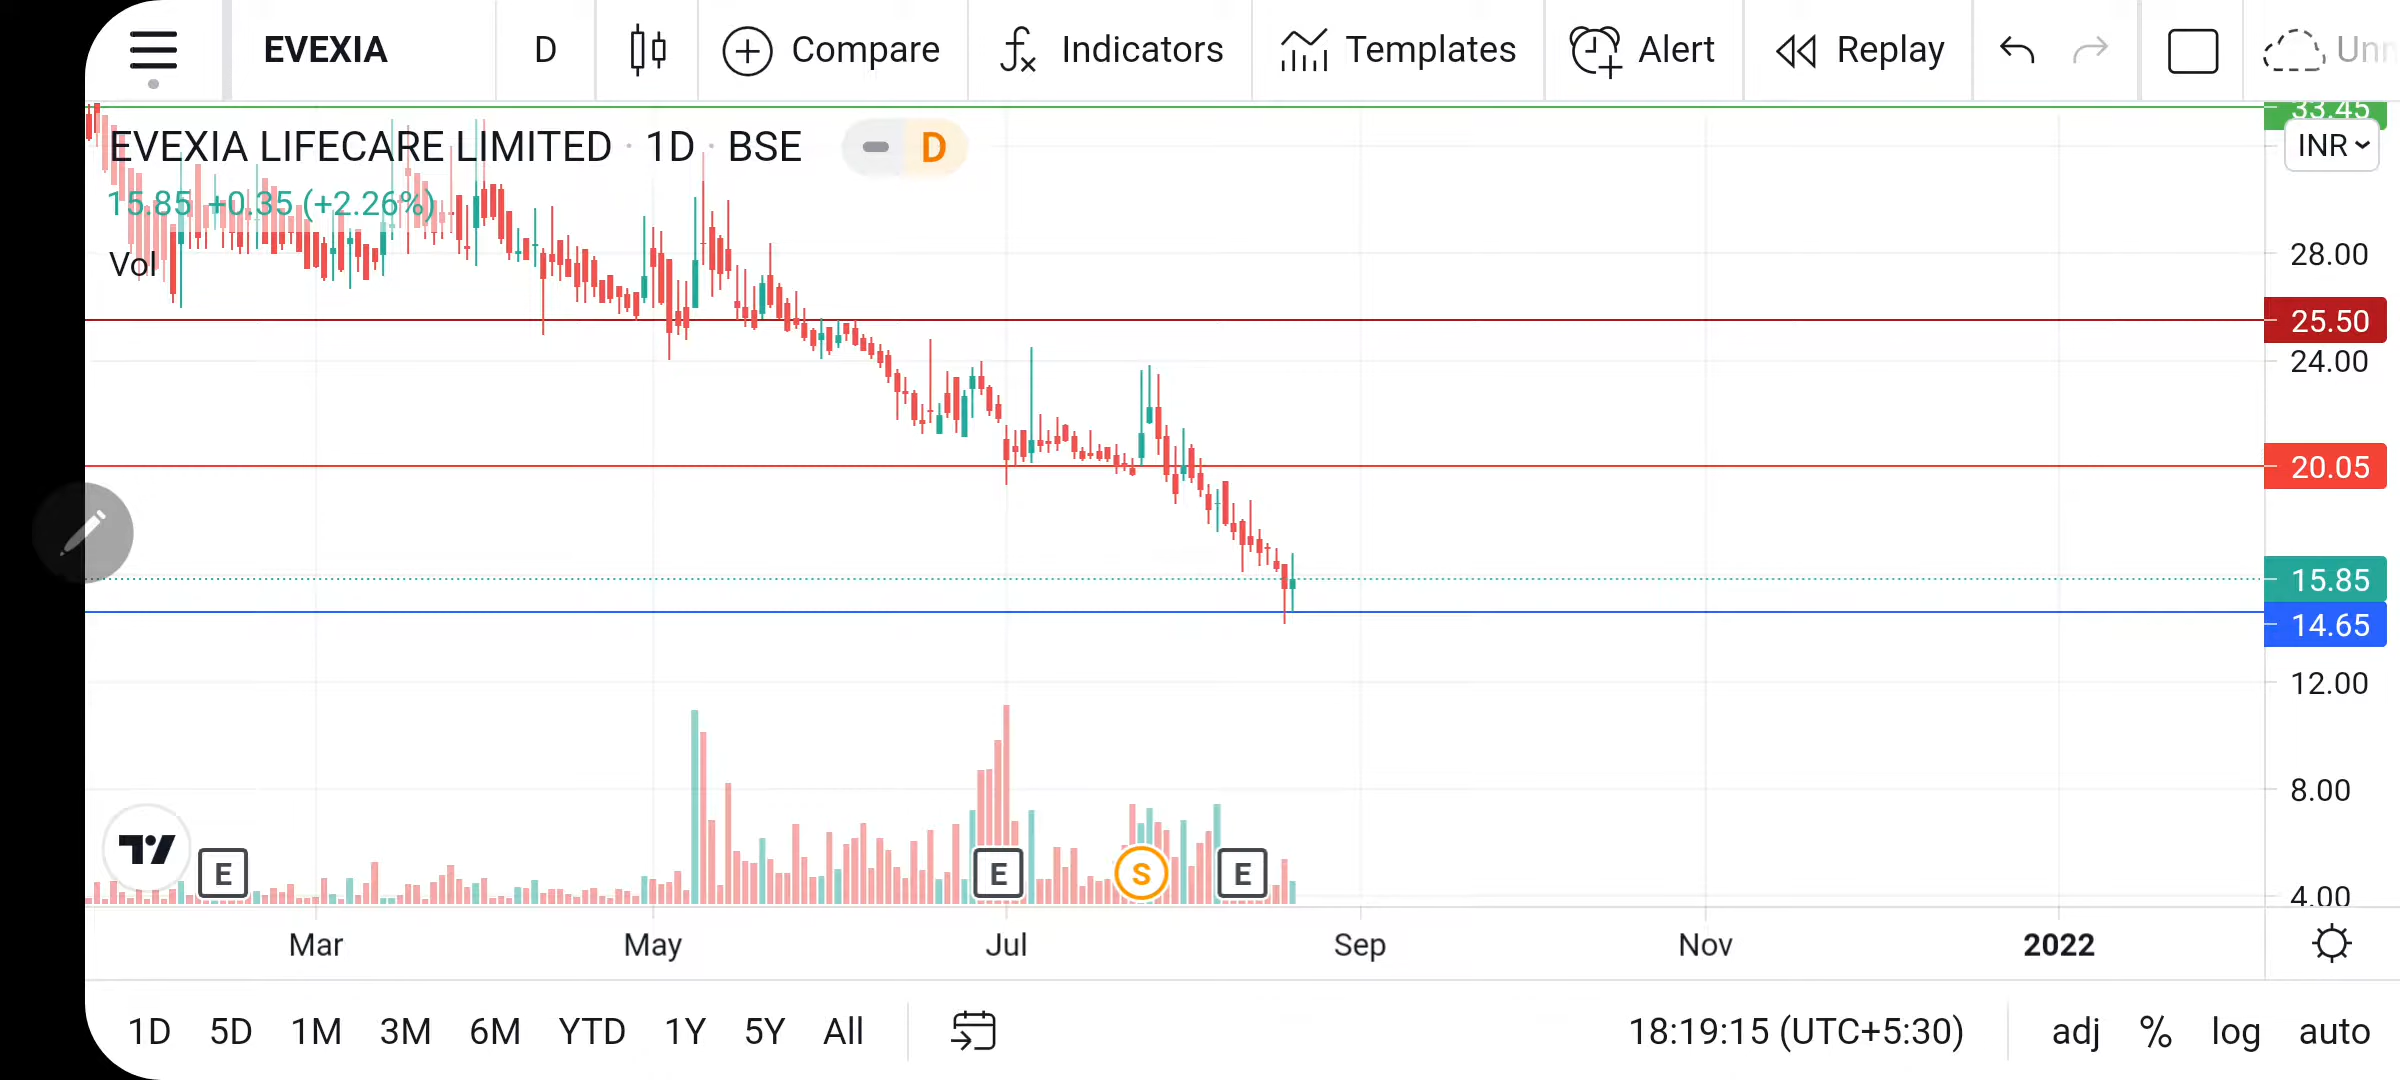 EVEXIA D Compare Indicators Templates Alert Replay
EVEXIA LIFECARE LIMITED · 1D · BSE D
15.85 +0.35 (+2.26%)
Vol
33.45
INR
28.00
25.50
24.00
20.05
15.85
14.65
12.00
8.00
4.00
E E S E
Mar May Jul Sep Nov 2022
1D 5D 1M 3M 6M YTD 1Y 5Y All 18:19:15 (UTC+5:30) adj % log auto